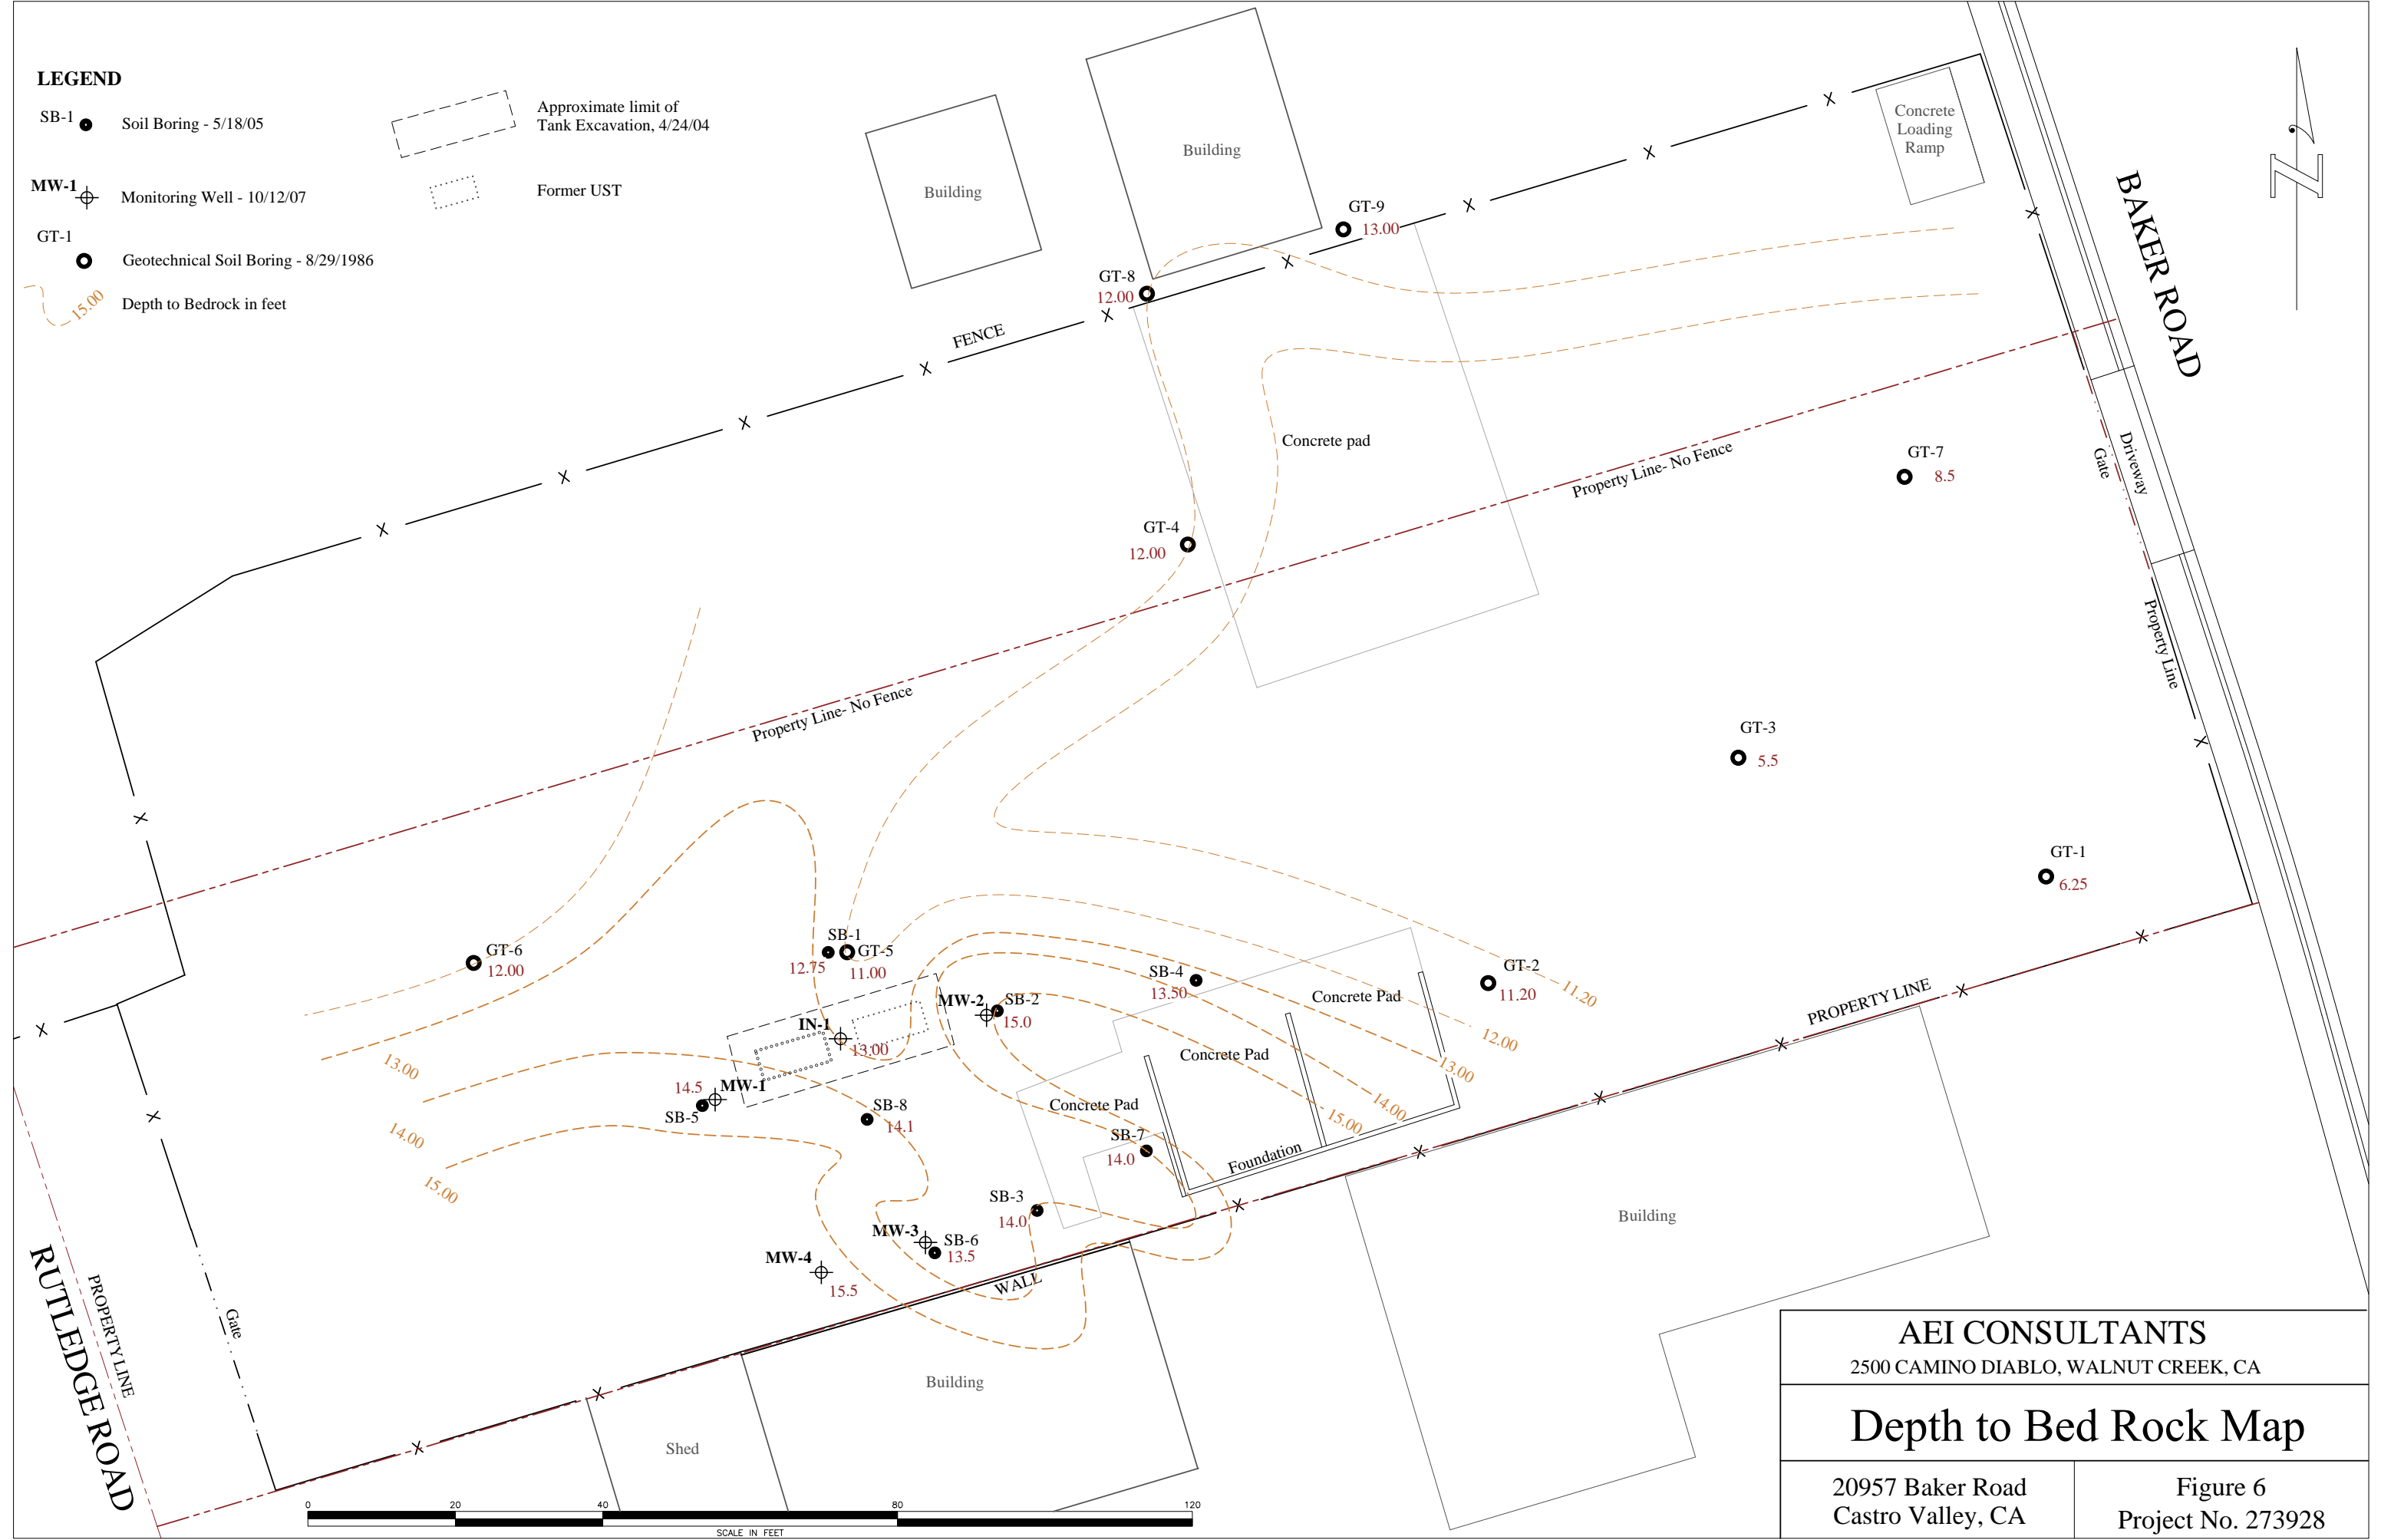 LEGEND
SB-1
Soil Boring - 5/18/05
MW-1
Monitoring Well - 10/12/07
GT-1
Geotechnical Soil Boring - 8/29/1986
15.00
Depth to Bedrock in feet
Approximate limit of
Tank Excavation, 4/24/04
Former UST
Building
Building
Concrete
Loading
Ramp
BAKER ROAD
N
GT-9
13.00
GT-8
12.00
FENCE
Concrete pad
Property Line- No Fence
GT-7
8.5
Gate
Driveway
Property Line
GT-4
12.00
Property Line- No Fence
GT-3
5.5
GT-1
6.25
GT-6
12.00
SB-1
12.75
GT-5
11.00
SB-4
13.50
GT-2
11.20
11.20
PROPERTY LINE
MW-2
SB-2
15.0
Concrete Pad
IN-1
13.00
12.00
13.00
13.00
Concrete Pad
14.5
MW-1
SB-5
SB-8
14.1
Concrete Pad
14.00
15.00
14.00
SB-7
14.0
Foundation
15.00
SB-3
14.0
MW-3
SB-6
13.5
MW-4
15.5
WALL
Building
Building
Shed
Gate
PROPERTY LINE
RUTLEDGE ROAD
0 20 40 80 120
SCALE IN FEET
AEI CONSULTANTS
2500 CAMINO DIABLO, WALNUT CREEK, CA
Depth to Bed Rock Map
20957 Baker Road
Castro Valley, CA
Figure 6
Project No. 273928